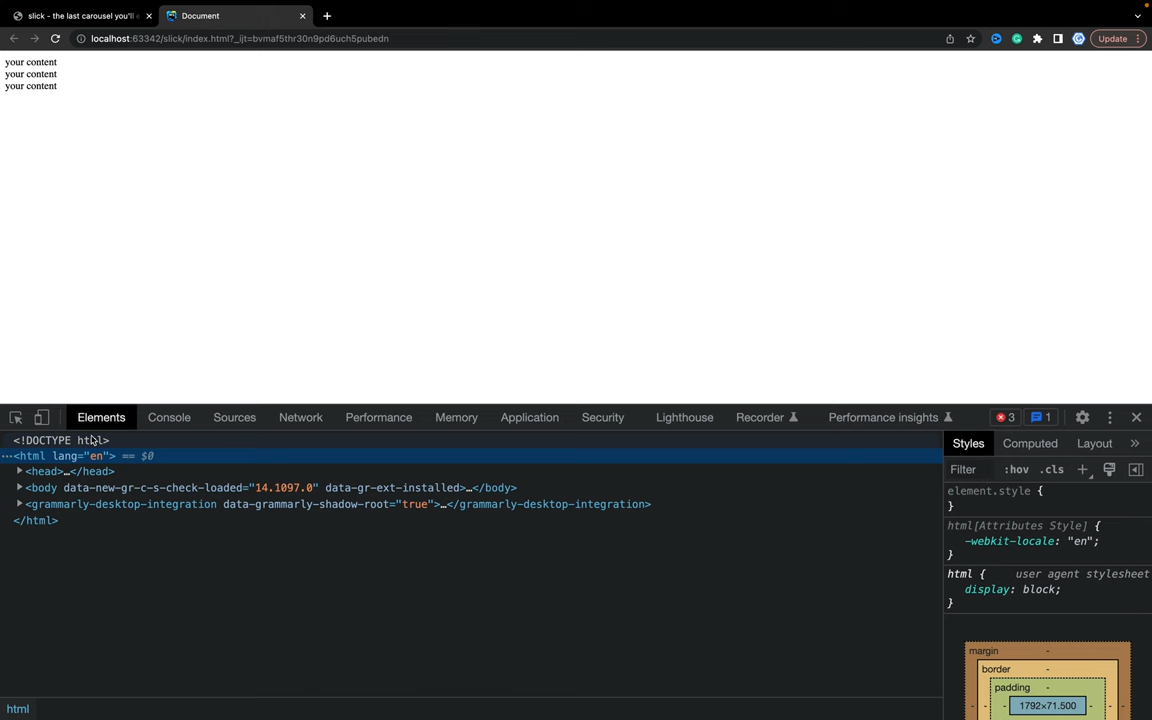 slick - the last carousel you'll
Document
localhost:63342/slick/index.html?_ijt=bvmaf5thr30n9pd6uch5pubedn
Update
your content
your content
your content
Elements Console Sources Network Performance Memory Application Security Lighthouse Recorder Performance insights 3 1
<!DOCTYPE html>
<html lang="en"> == $0
<head>…</head>
<body data-new-gr-c-s-check-loaded="14.1097.0" data-gr-ext-installed>…</body>
<grammarly-desktop-integration data-grammarly-shadow-root="true">…</grammarly-desktop-integration>
</html>
html
Styles Computed Layout
Filter :hov .cls
element.style {
}
html[Attributes Style] {
-webkit-locale: "en";
}
html { user agent stylesheet
display: block;
}
margin -
border -
padding -
- - - 1792×71.500 - - -